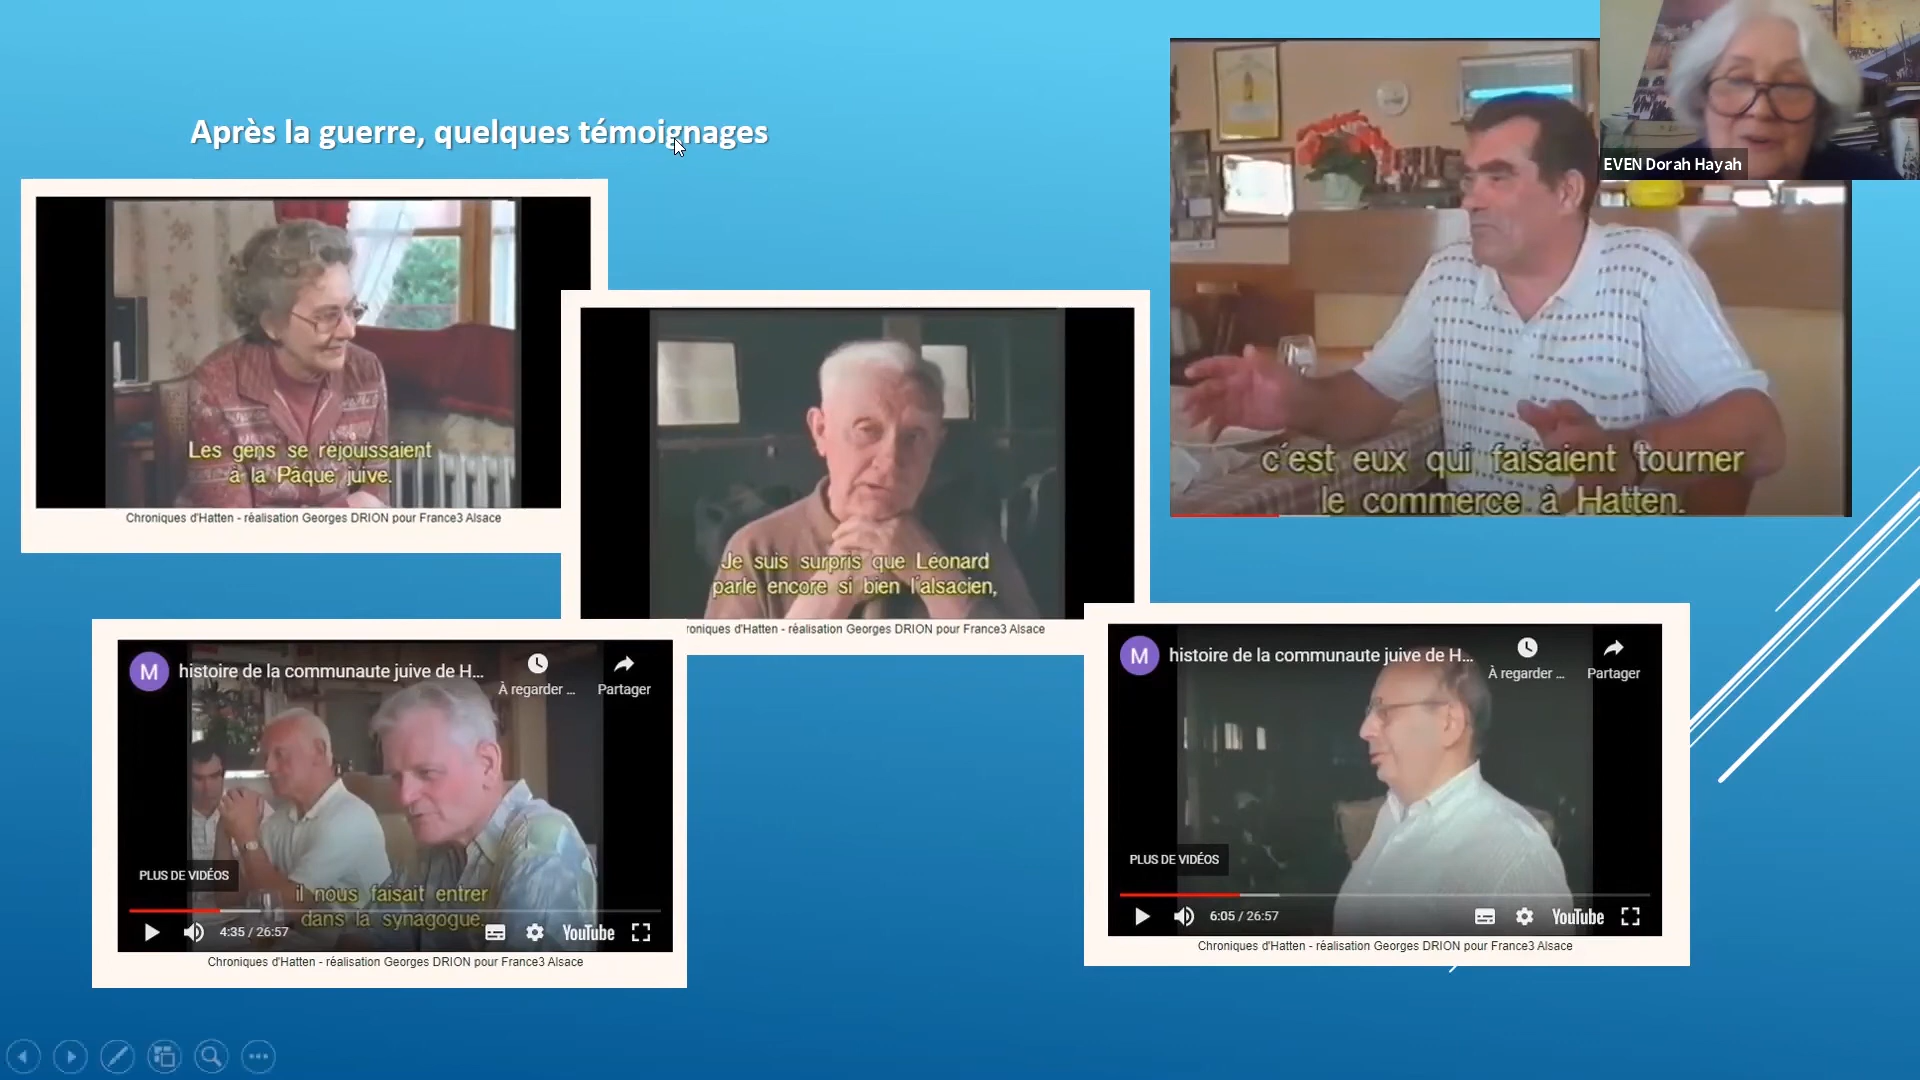 Après la guerre, quelques témoignages
EVEN Dorah Hayah
Les gens se réjouissaient
à la Pâque juive.
Chroniques d'Hatten - réalisation Georges DRION pour France3 Alsace
Je suis surpris que Léonard
parle encore si bien l'alsacien,
roniques d'Hatten - réalisation Georges DRION pour France3 Alsace
c'est eux qui faisaient tourner
le commerce à Hatten.
M
histoire de la communaute juive de H...
À regarder ...
Partager
PLUS DE VIDÉOS
il nous faisait entrer
dans la synagogue.
4:35 / 26:57
YouTube
Chroniques d'Hatten - réalisation Georges DRION pour France3 Alsace
M
histoire de la communaute juive de H...
À regarder ...
Partager
PLUS DE VIDÉOS
6:05 / 26:57
YouTube
Chroniques d'Hatten - réalisation Georges DRION pour France3 Alsace